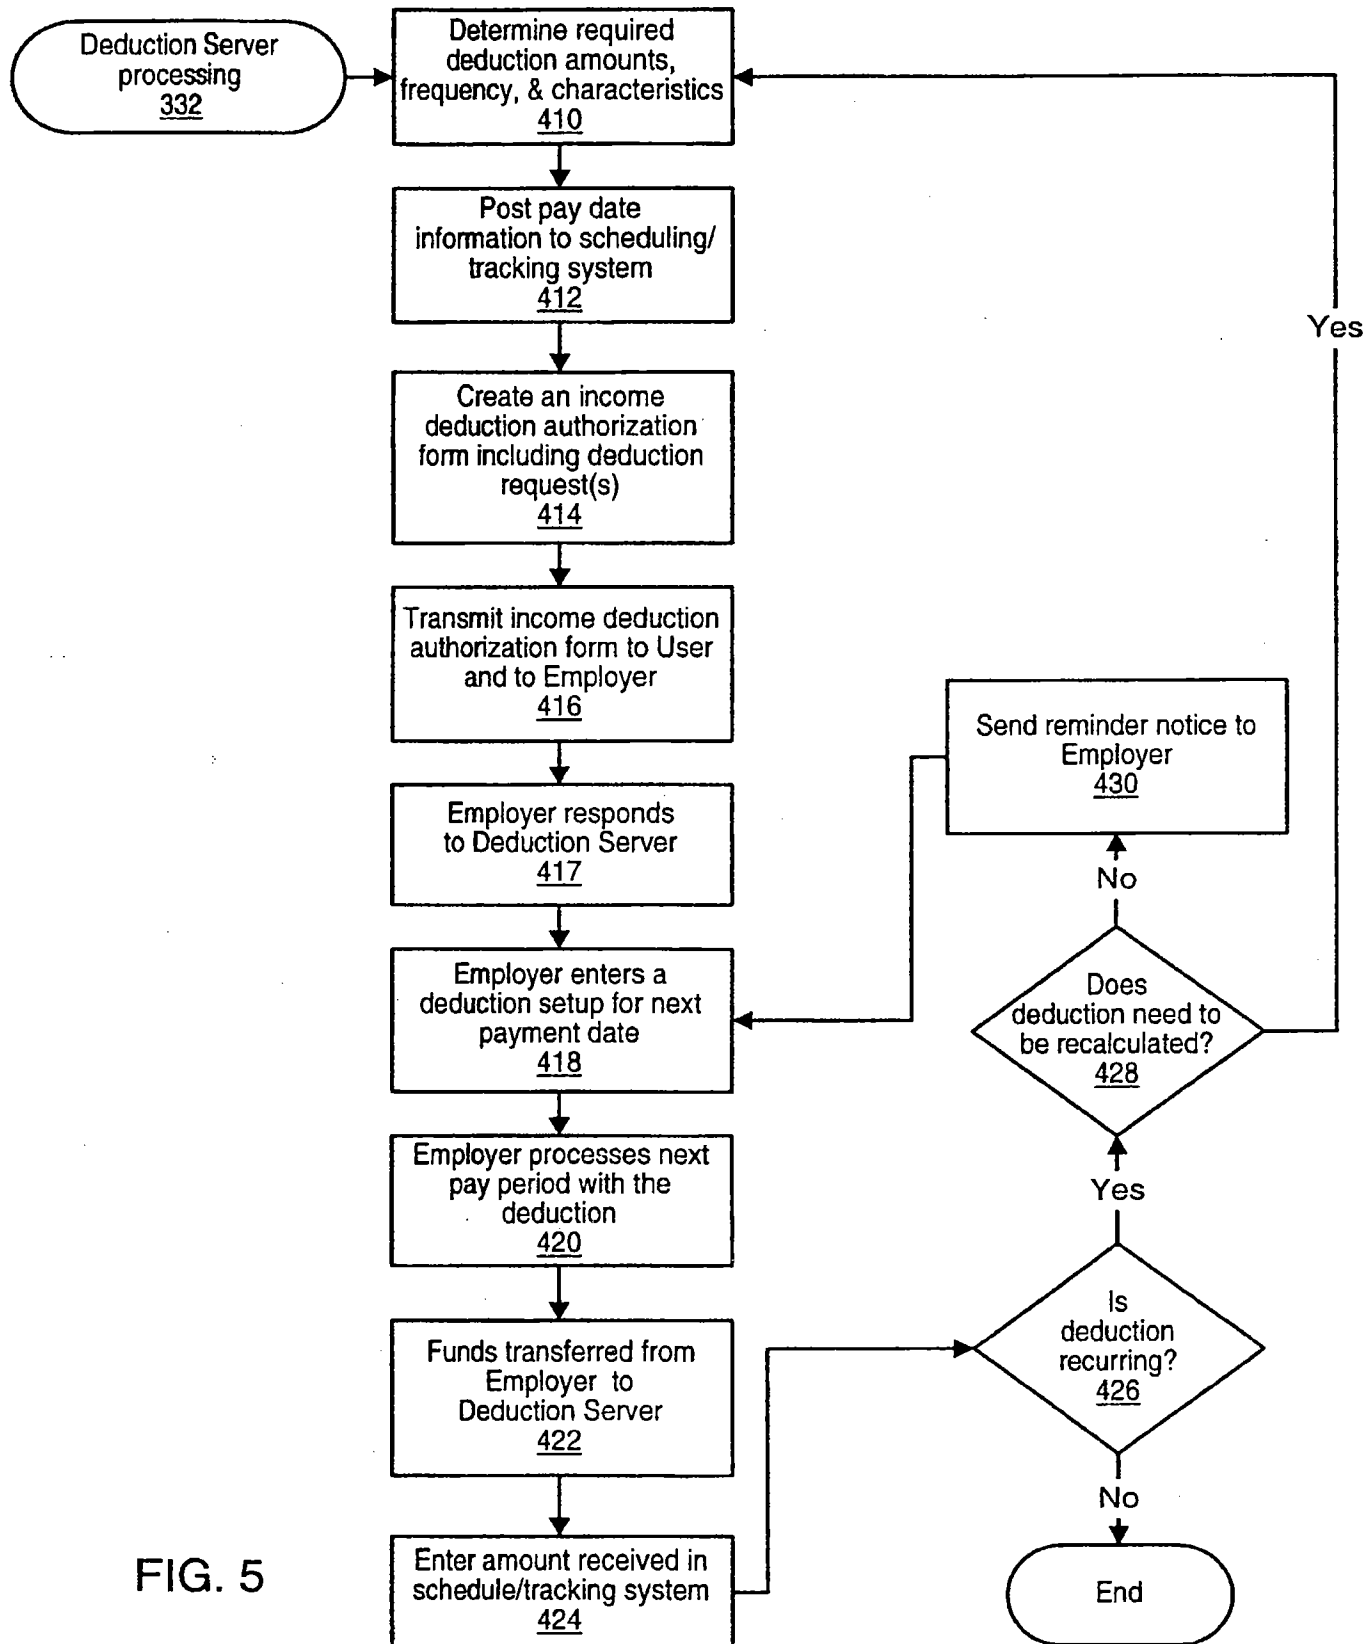 Deduction Server
processing
332
Determine required
deduction amounts,
frequency, & characteristics
410
Post pay date
information to scheduling/
tracking system
412
Create an income
deduction authorization
form including deduction
request(s)
414
Transmit income deduction
authorization form to User
and to Employer
416
Employer responds
to Deduction Server
417
Employer enters a
deduction setup for next
payment date
418
Employer processes next
pay period with the
deduction
420
Funds transferred from
Employer to
Deduction Server
422
Enter amount received in
schedule/tracking system
424
Is
deduction
recurring?
426
No
End
Yes
Does
deduction need to
be recalculated?
428
No
Send reminder notice to
Employer
430
Yes
FIG. 5